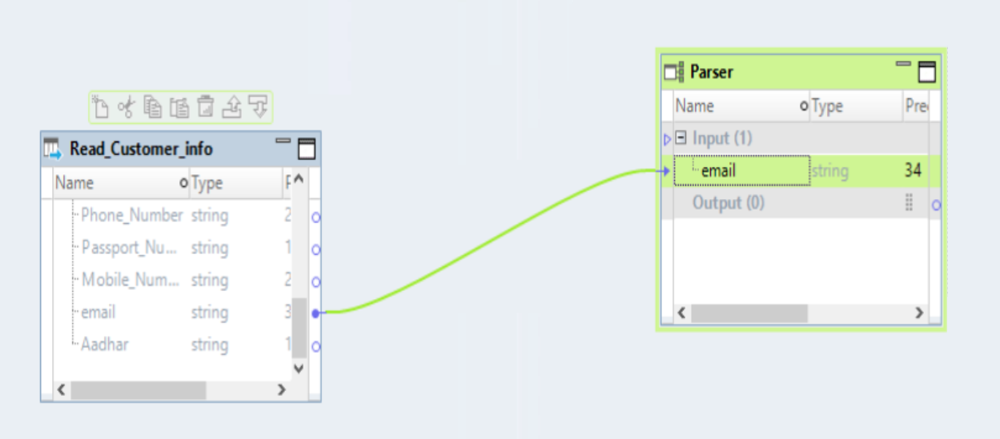 Parser
Name Type Pre
Input (1)
email string 34
Output (0)
Read_Customer_info
Name Type
Phone_Number string 2
Passport_Nu... string 1
Mobile_Num... string 2
email string 3
Aadhar string 1